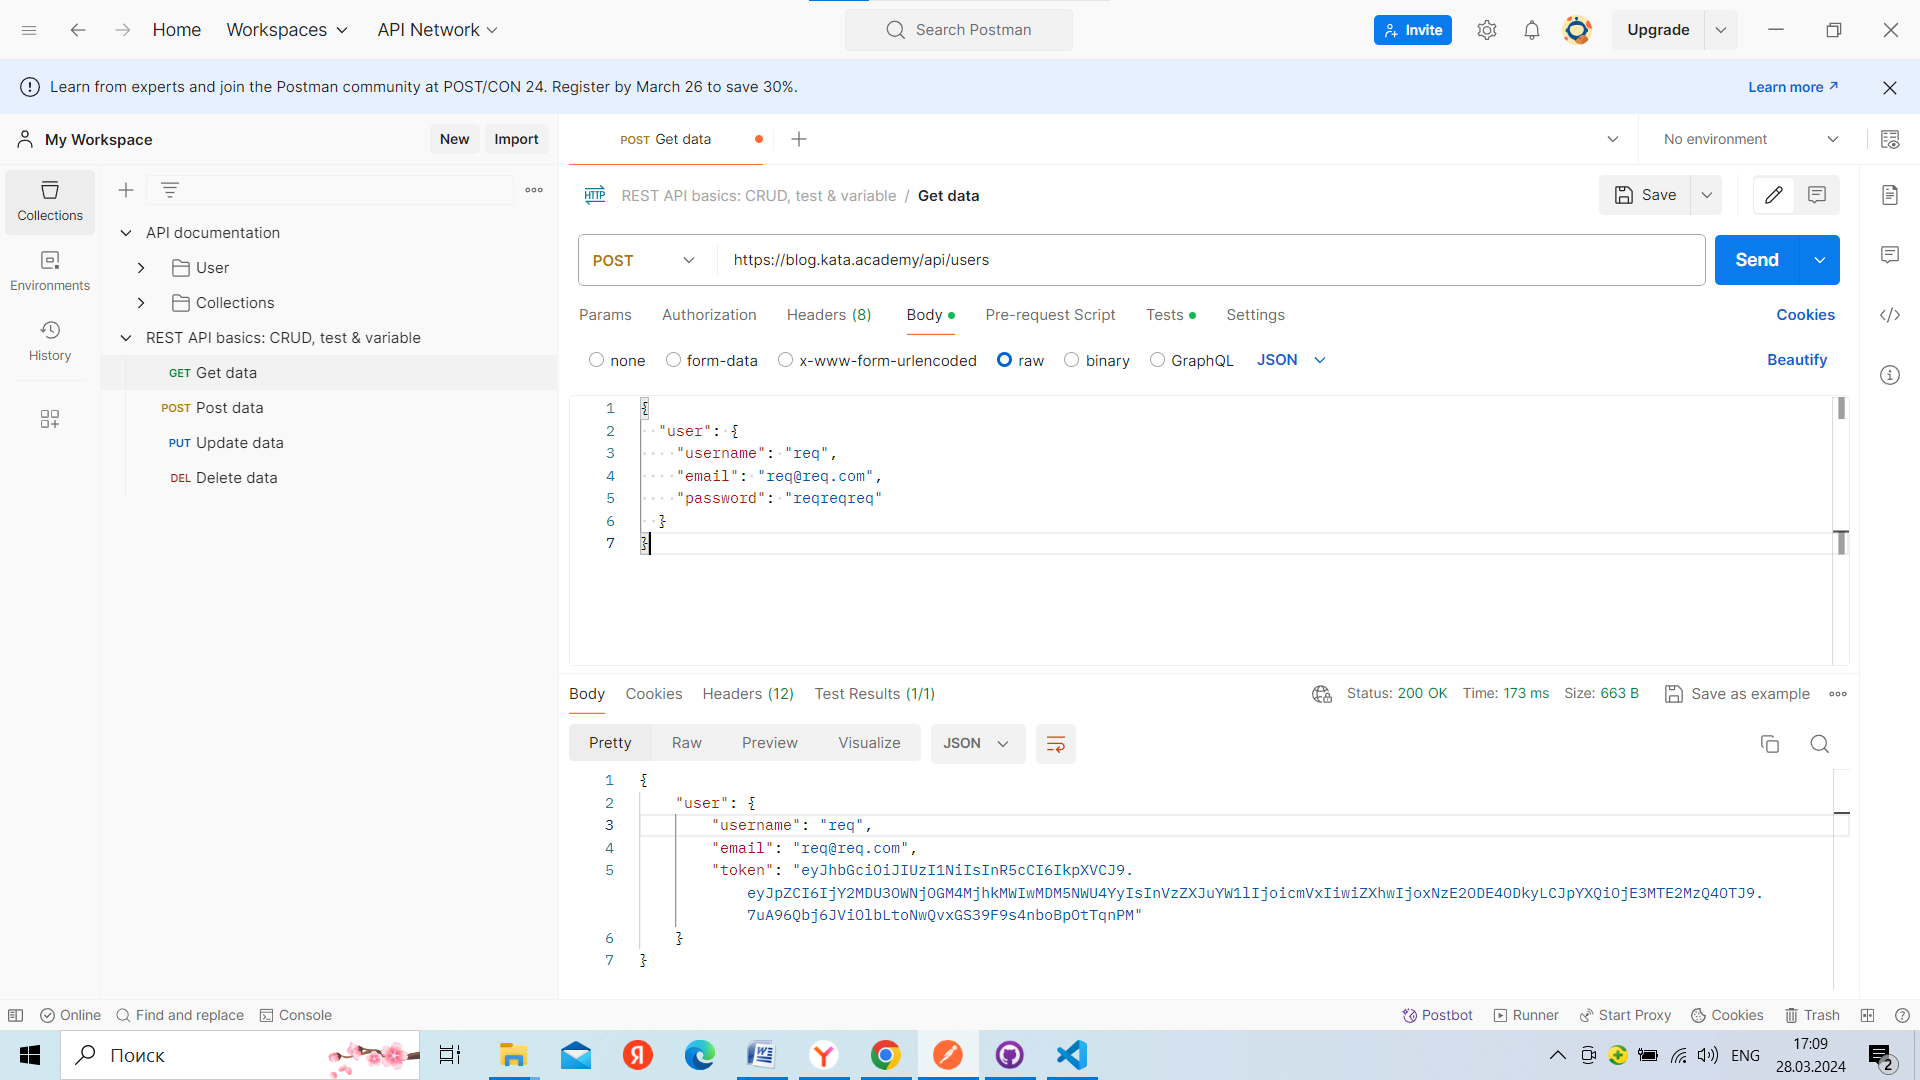 Home Workspaces API Network Search Postman Invite Upgrade
Learn from experts and join the Postman community at POST/CON 24. Register by March 26 to save 30%. Learn more
My Workspace New Import POST Get data No environment
Collections
Environments
History
API documentation
User
Collections
REST API basics: CRUD, test & variable
GET Get data
POST Post data
PUT Update data
DEL Delete data
HTTP REST API basics: CRUD, test & variable / Get data Save
POST https://blog.kata.academy/api/users Send
Params Authorization Headers (8) Body Pre-request Script Tests Settings Cookies
none form-data x-www-form-urlencoded raw binary GraphQL JSON Beautify
1 {
2 "user": {
3 "username": "req",
4 "email": "req@req.com",
5 "password": "reqreqreq"
6 }
7 }
Body Cookies Headers (12) Test Results (1/1) Status: 200 OK Time: 173 ms Size: 663 B Save as example
Pretty Raw Preview Visualize JSON
1 {
2 "user": {
3 "username": "req",
4 "email": "req@req.com",
5 "token": "eyJhbGciOiJIUzI1NiIsInR5cCI6IkpXVCJ9.
eyJpZCI6IjY2MDU3OWNjOGM4MjhkMWIwMDM5NWU4YyIsInVzZXJuYW1lIjoicmVxIiwiZXhwIjoxNzE2ODE4ODkyLCJpYXQiOjE3MTE2MzQ4OTJ9.
7uA96Qbj6JViOlbLtoNwQvxGS39F9s4nboBpOtTqnPM"
6 }
7 }
Online Find and replace Console Postbot Runner Start Proxy Cookies Trash
Поиск ENG 17:09
28.03.2024 2